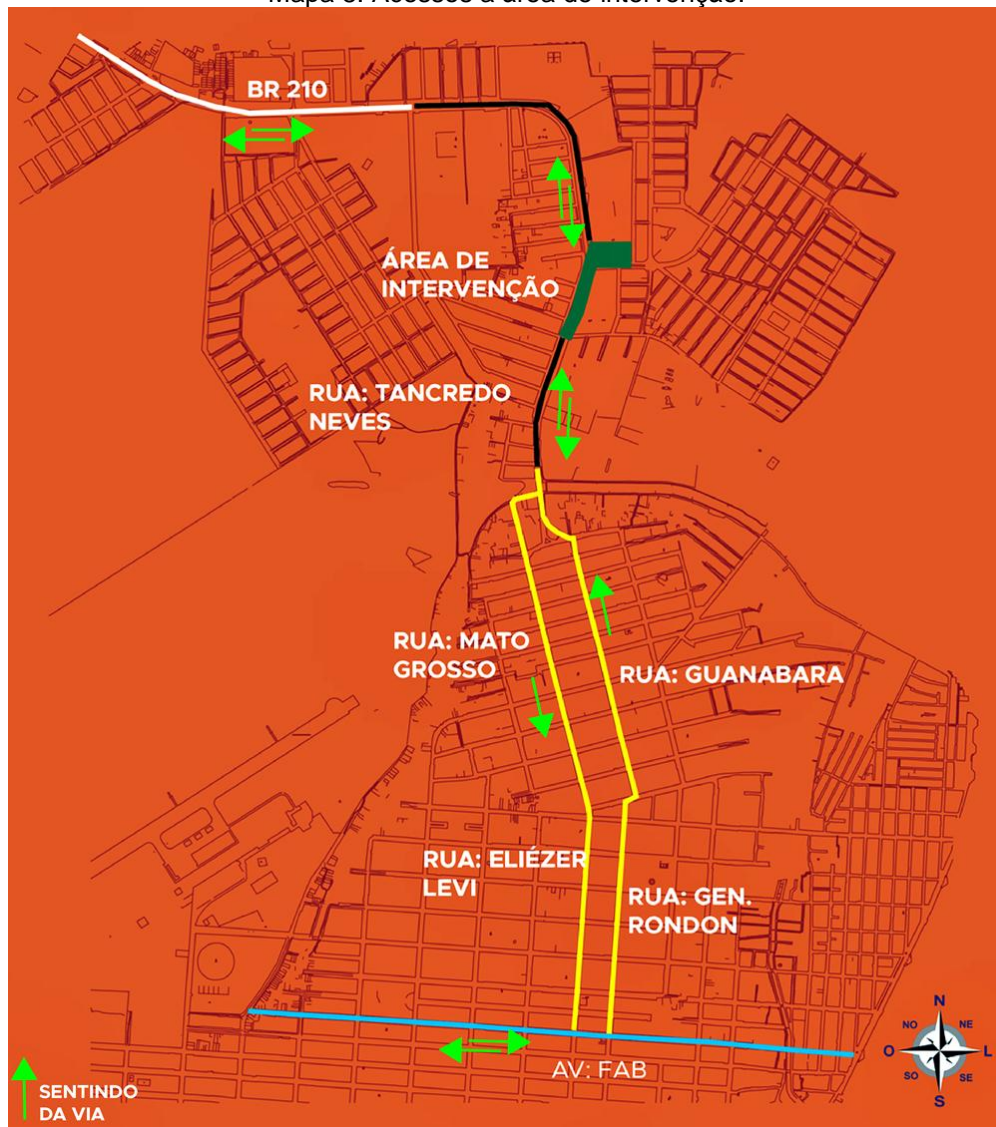 BR 210
ÁREA DE
INTERVENÇÃO
RUA: TANCREDO
NEVES
RUA: MATO
GROSSO
RUA: GUANABARA
RUA: ELIÉZER
LEVI
RUA: GEN.
RONDON
AV: FAB
N
NO
NE
O
L
SO
SE
S
SENTINDO
DA VIA